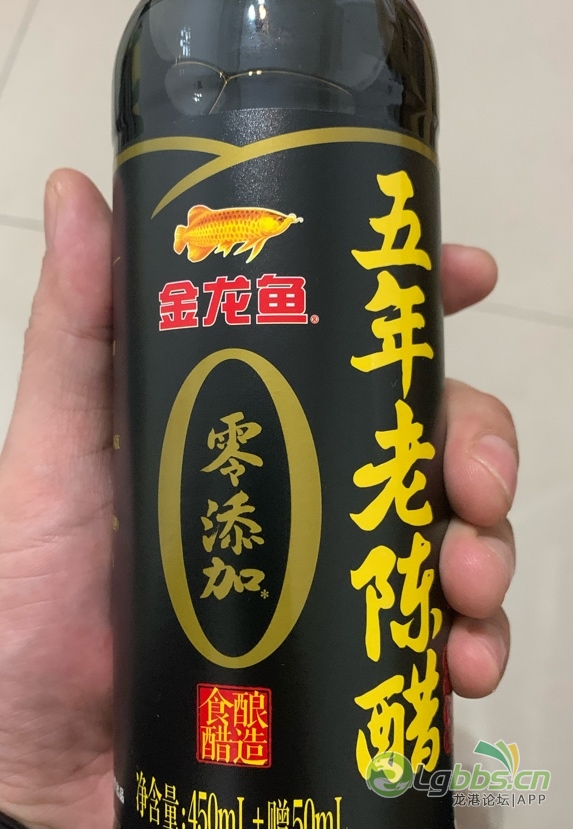 金龙鱼®
零添加*
五年老陈醋
酿造
食醋
净含量:450mL+赠50mL
lgbbs.cn
龙港论坛|APP